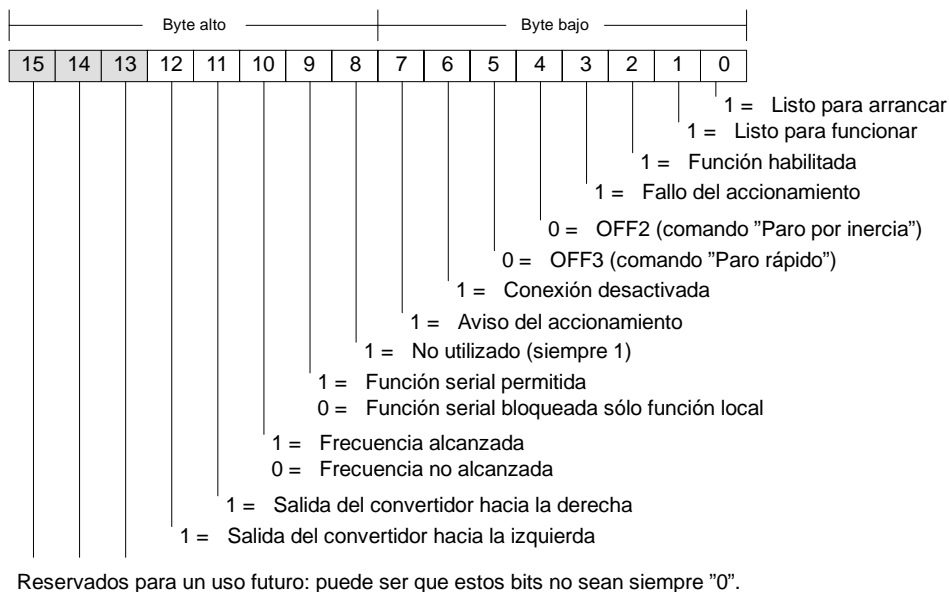 Byte alto Byte bajo
15 14 13 12 11 10 9 8 7 6 5 4 3 2 1 0
1 = Listo para arrancar
1 = Listo para funcionar
1 = Función habilitada
1 = Fallo del accionamiento
0 = OFF2 (comando ”Paro por inercia”)
0 = OFF3 (comando ”Paro rápido”)
1 = Conexión desactivada
1 = Aviso del accionamiento
1 = No utilizado (siempre 1)
1 = Función serial permitida
0 = Función serial bloqueada sólo función local
1 = Frecuencia alcanzada
0 = Frecuencia no alcanzada
1 = Salida del convertidor hacia la derecha
1 = Salida del convertidor hacia la izquierda
Reservados para un uso futuro: puede ser que estos bits no sean siempre ”0”.